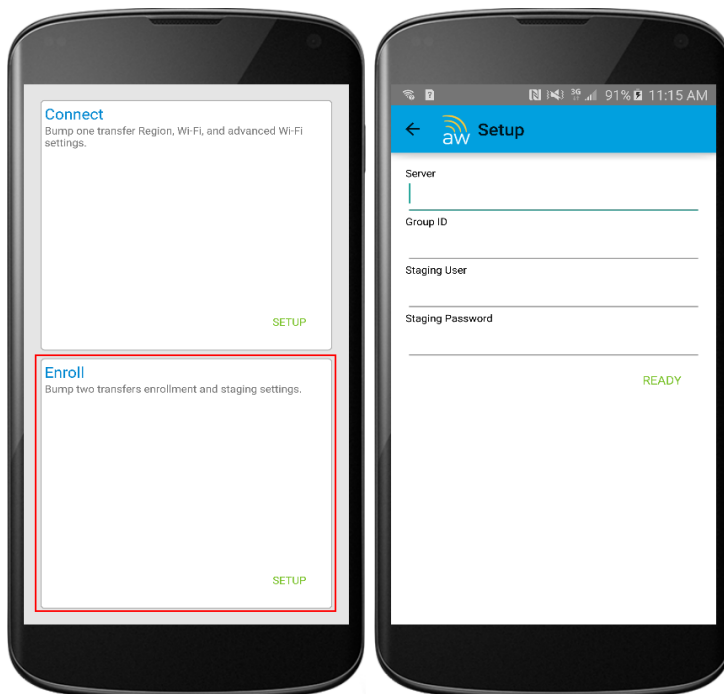 Connect
Bump one transfer Region, Wi-Fi, and advanced Wi-Fi
settings.
SETUP
Enroll
Bump two transfers enrollment and staging settings.
SETUP
3G 91% 11:15 AM
aw Setup
Server
Group ID
Staging User
Staging Password
READY